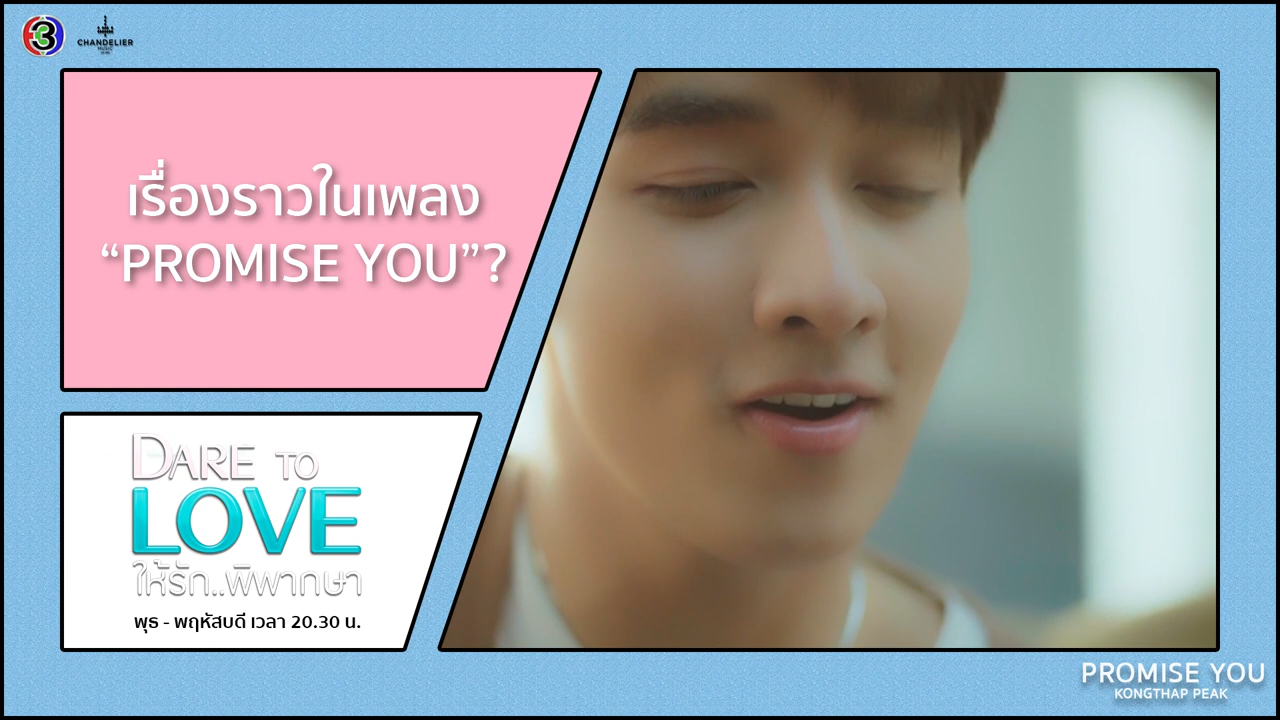 3
CHANDELIER
MUSIC
เรื่องราวในเพลง
“PROMISE YOU”?
DARE TO
LOVE
ให้รัก..พิพากษา
พุธ - พฤหัสบดี เวลา 20.30 น.
PROMISE YOU
KONGTHAP PEAK